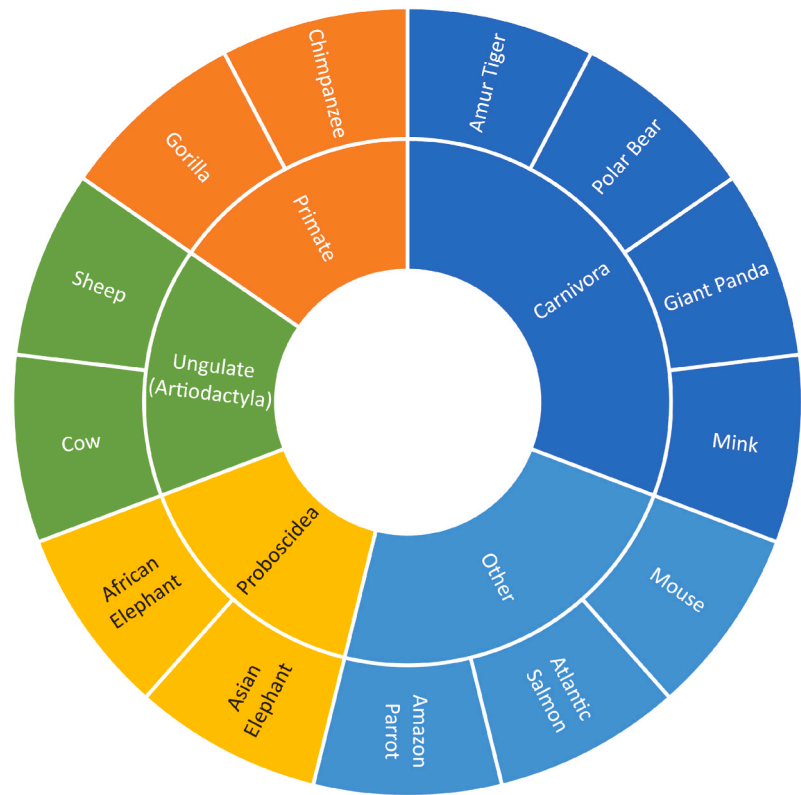 Carnivora
Amur Tiger
Polar Bear
Giant Panda
Mink
Other
Mouse
Atlantic
Salmon
Amazon
Parrot
Proboscidea
Asian
Elephant
African
Elephant
Ungulate
(Artiodactyla)
Cow
Sheep
Primate
Gorilla
Chimpanzee